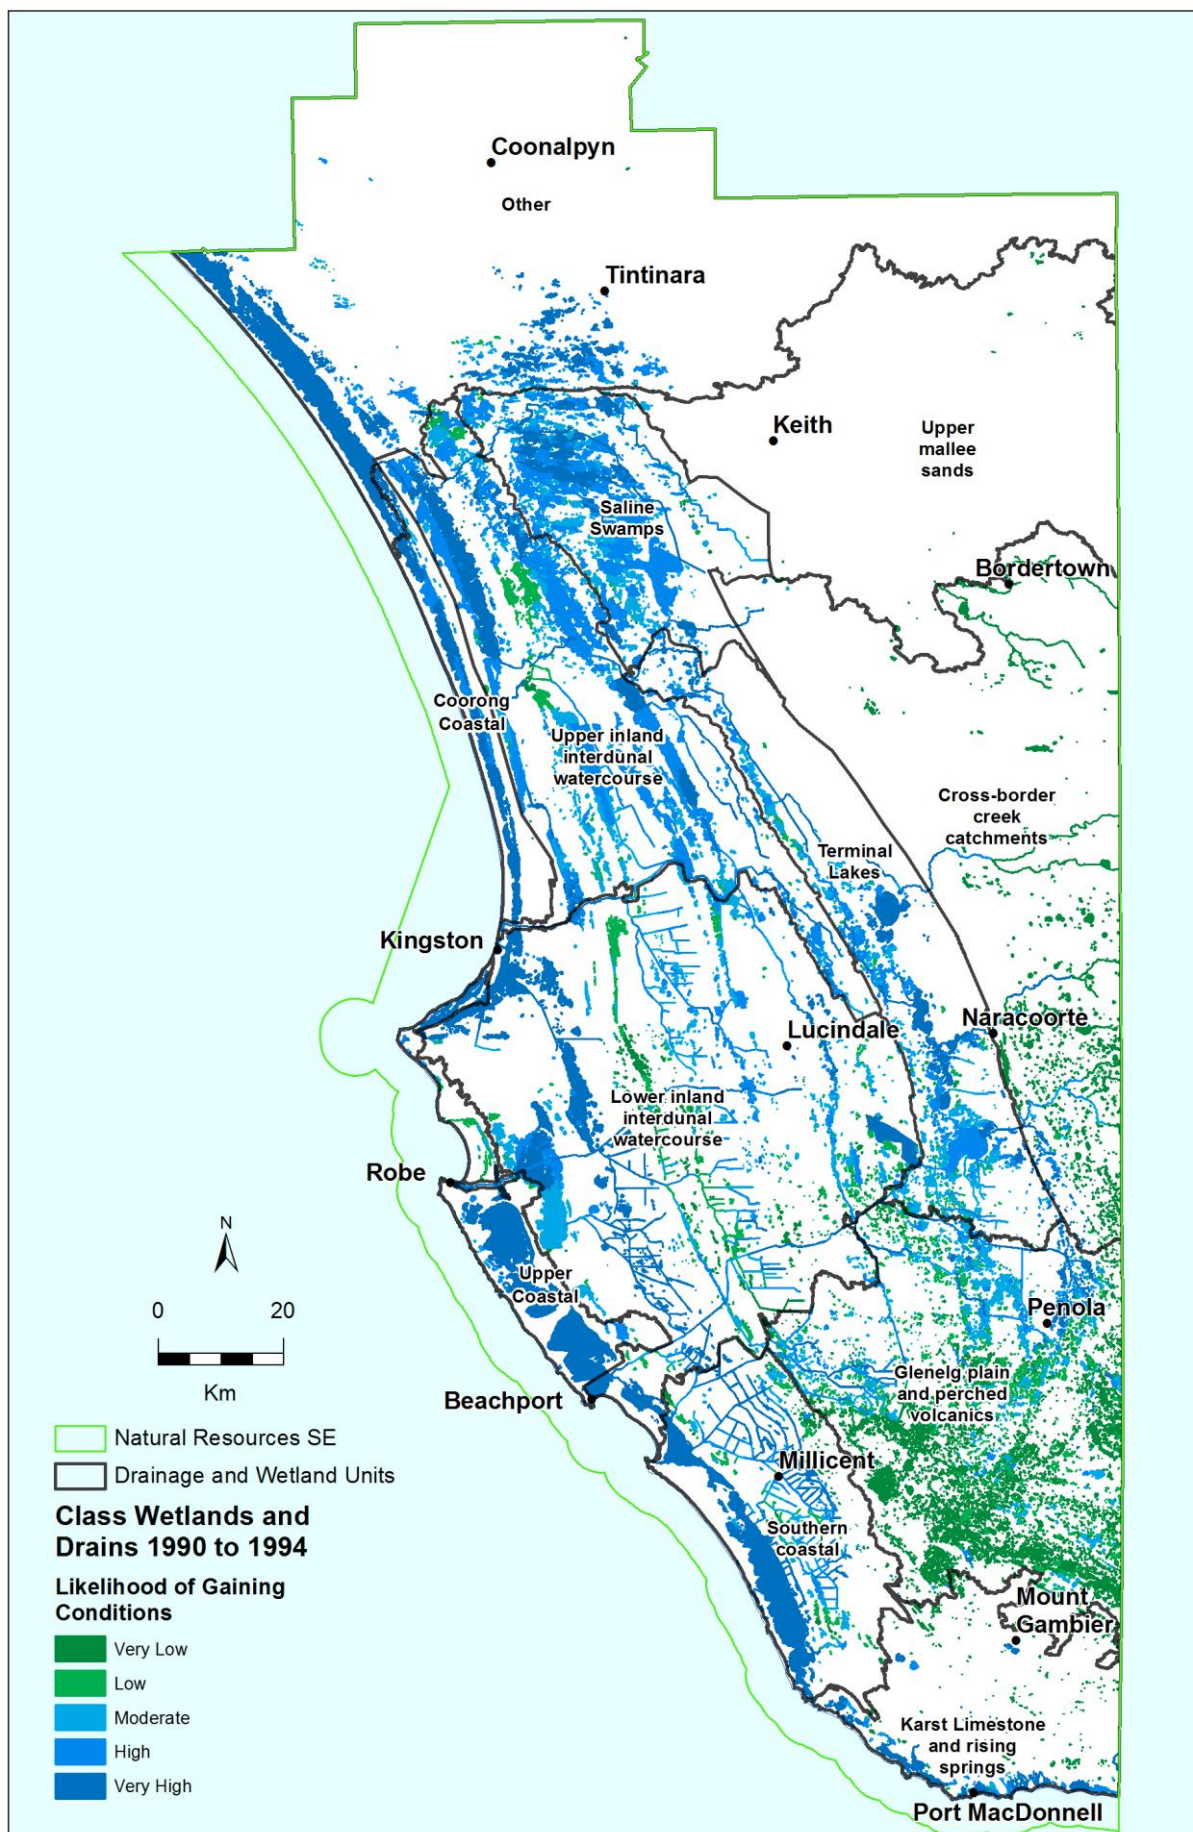 Coonalpyn
Other
Tintinara
Keith
Upper
mallee
sands
Saline
Swamps
Bordertown
Coorong
Coastal
Upper inland
interdunal
watercourse
Cross-border
creek
catchments
Terminal
Lakes
Kingston
Naracoorte
Lucindale
Lower inland
interdunal
watercourse
Robe
N
Upper
Coastal
0 20
Km
Penola
Glenelg plain
and perched
volcanics
Beachport
Millicent
Southern
coastal
Mount
Gambier
Karst Limestone
and rising
springs
Port MacDonnell
Natural Resources SE
Drainage and Wetland Units
Class Wetlands and
Drains 1990 to 1994
Likelihood of Gaining
Conditions
Very Low
Low
Moderate
High
Very High